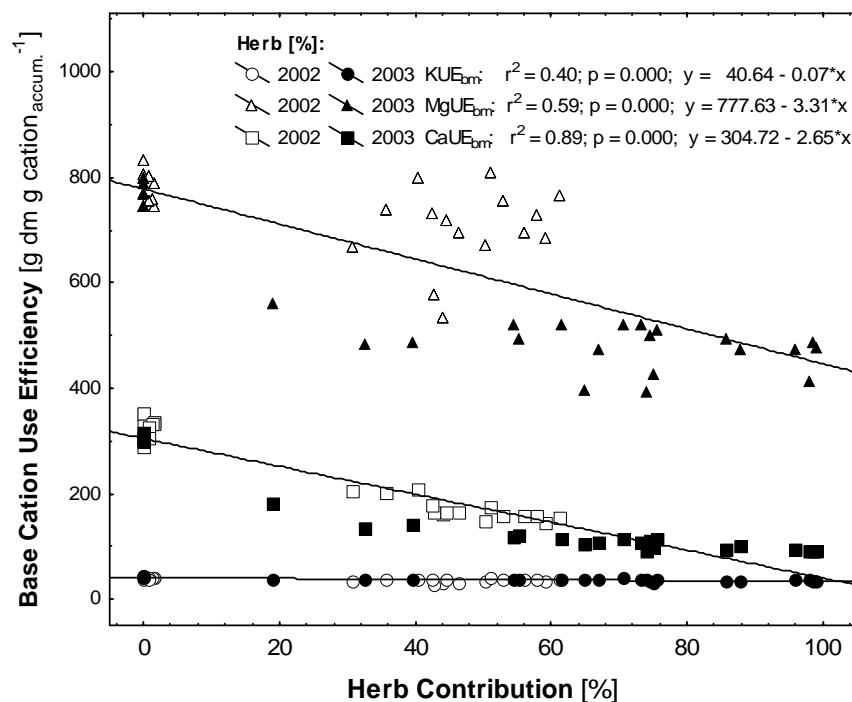 Herb [%]:
2002 2003 KUEbm: r2 = 0.40; p = 0.000; y = 40.64 - 0.07*x
2002 2003 MgUEbm: r2 = 0.59; p = 0.000; y = 777.63 - 3.31*x
2002 2003 CaUEbm: r2 = 0.89; p = 0.000; y = 304.72 - 2.65*x
Base Cation Use Efficiency [g dm g cation accum.-1]
1000
800
600
400
200
0
0 20 40 60 80 100
Herb Contribution [%]